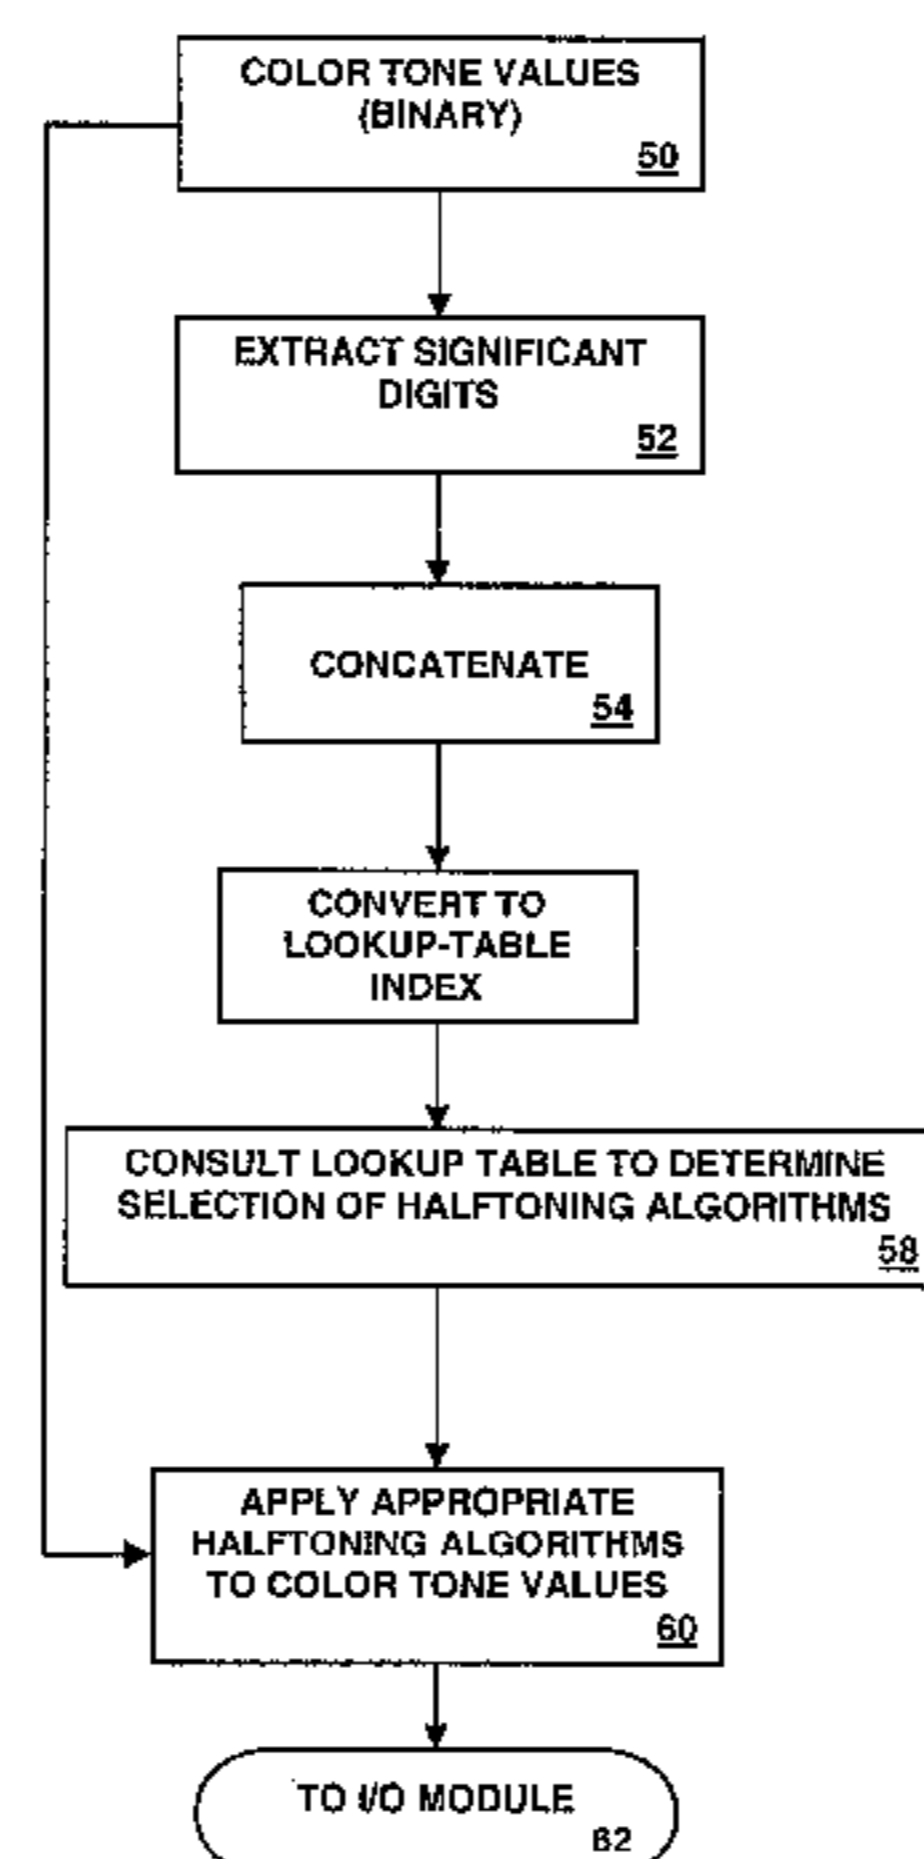 COLOR TONE VALUES
(BINARY)
50
EXTRACT SIGNIFICANT
DIGITS
52
CONCATENATE
54
CONVERT TO
LOOKUP-TABLE
INDEX
CONSULT LOOKUP TABLE TO DETERMINE
SELECTION OF HALFTONING ALGORITHMS
58
APPLY APPROPRIATE
HALFTONING ALGORITHMS
TO COLOR TONE VALUES
60
TO I/O MODULE
62